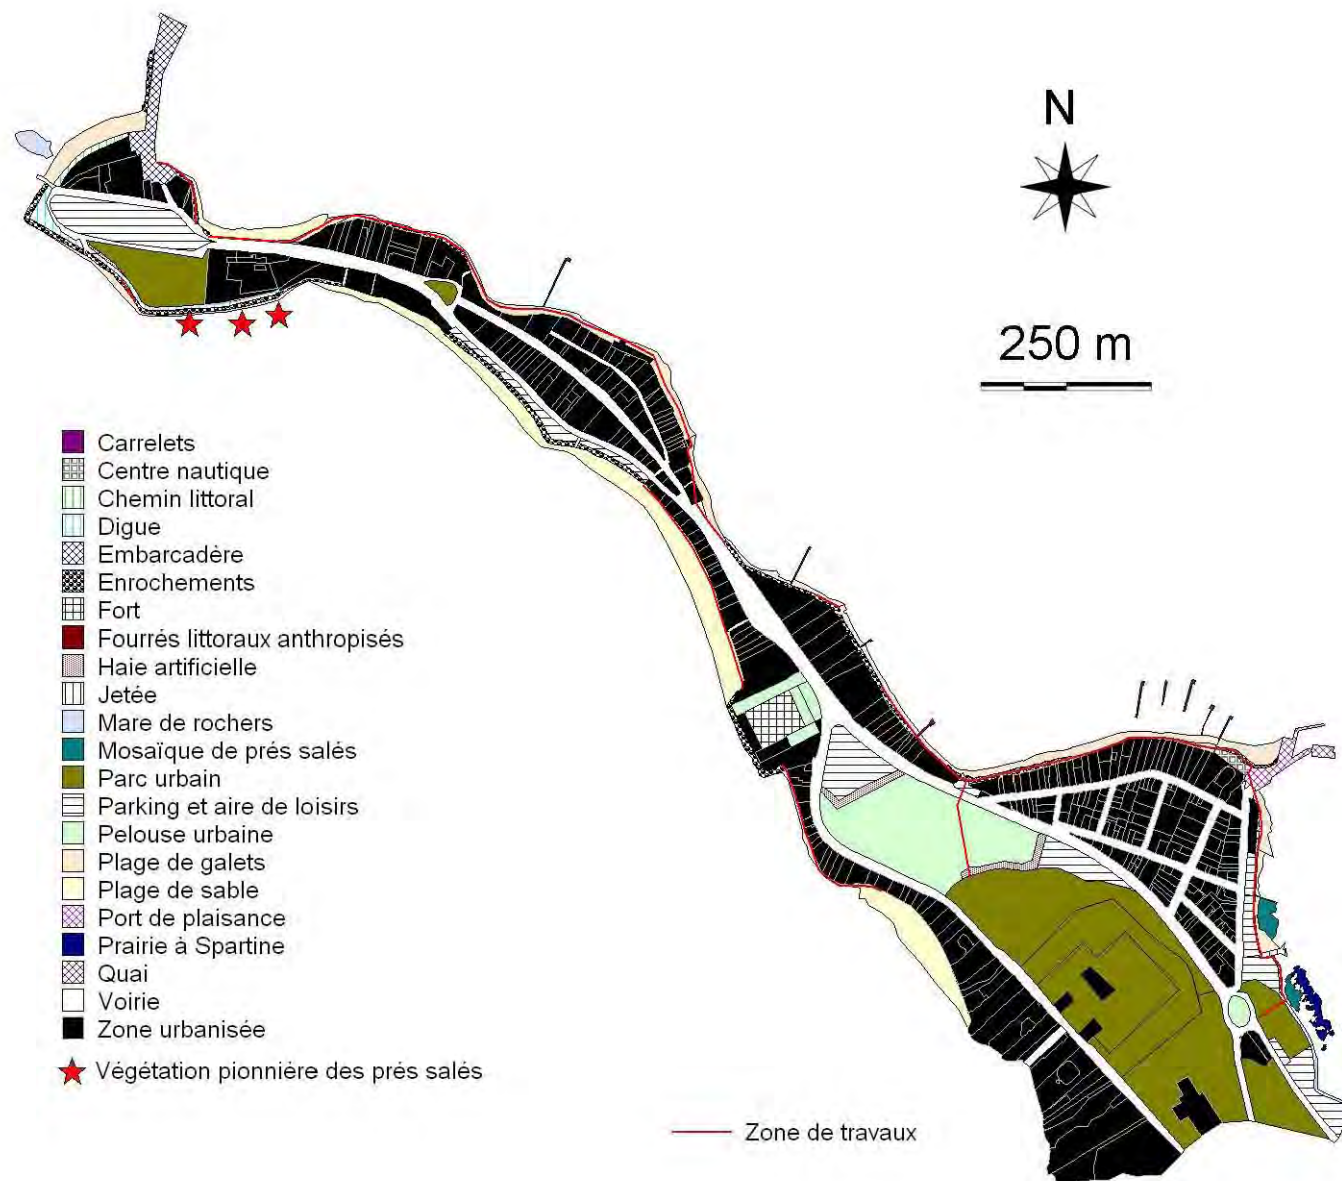 N
250 m
Carrelets
Centre nautique
Chemin littoral
Digue
Embarcadère
Enrochements
Fort
Fourrés littoraux anthropisés
Haie artificielle
Jetée
Mare de rochers
Mosaïque de prés salés
Parc urbain
Parking et aire de loisirs
Pelouse urbaine
Plage de galets
Plage de sable
Port de plaisance
Prairie à Spartine
Quai
Voirie
Zone urbanisée
Végétation pionnière des prés salés
Zone de travaux